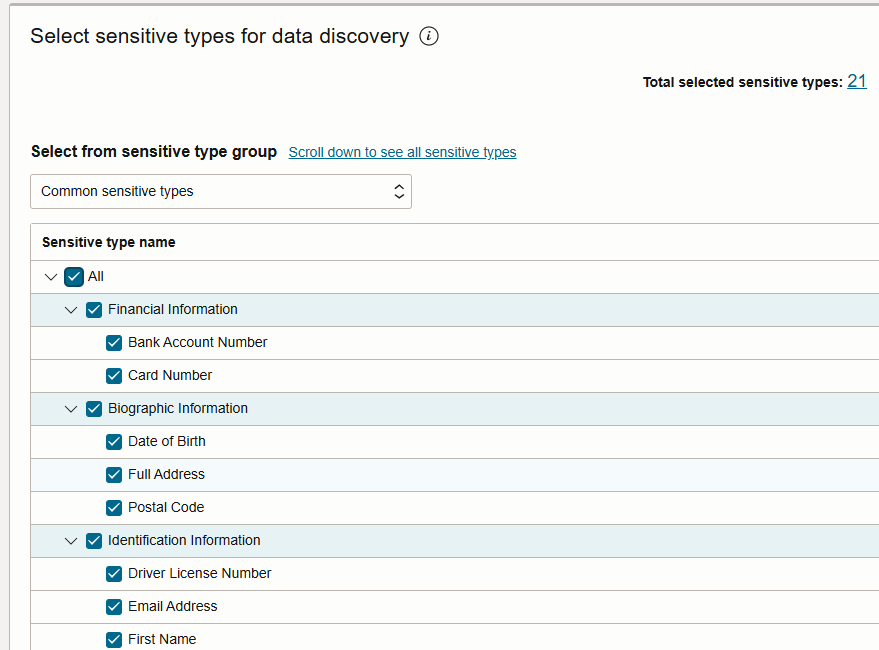 Select sensitive types for data discovery
Total selected sensitive types: 21
Select from sensitive type group Scroll down to see all sensitive types
Common sensitive types
Sensitive type name
All
Financial Information
Bank Account Number
Card Number
Biographic Information
Date of Birth
Full Address
Postal Code
Identification Information
Driver License Number
Email Address
First Name